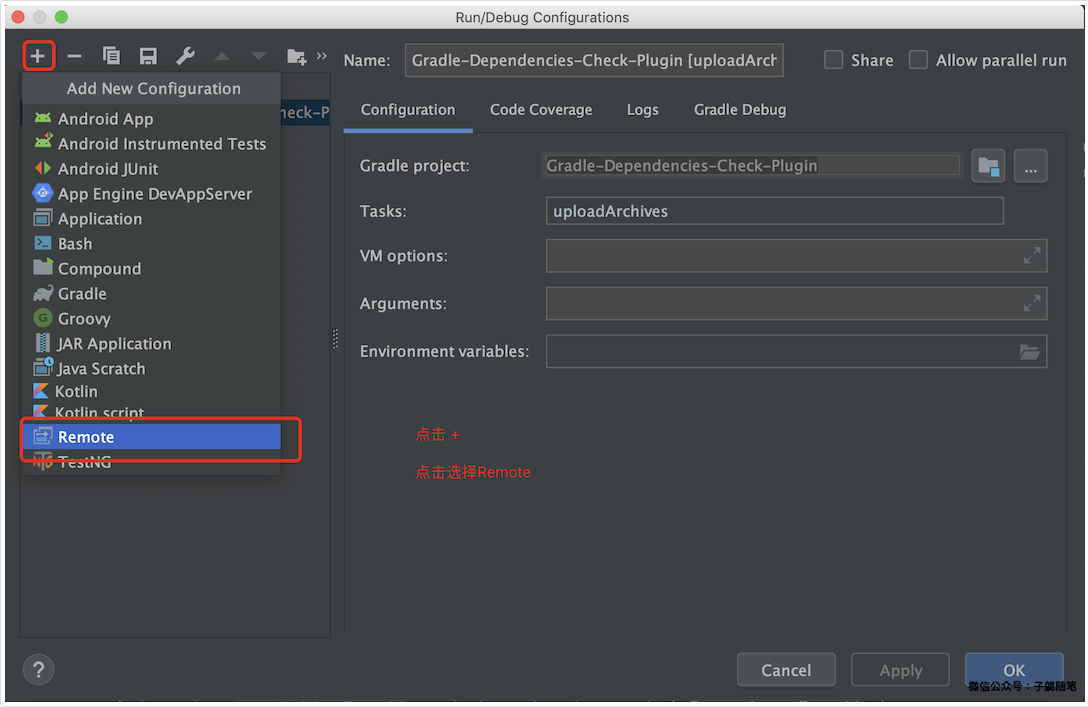 Run/Debug Configurations
Name:
Gradle-Dependencies-Check-Plugin [uploadArch
Share
Allow parallel run
Add New Configuration
heck-P
Android App
Android Instrumented Tests
Android JUnit
App Engine DevAppServer
Application
Bash
Compound
Gradle
Groovy
JAR Application
Java Scratch
Kotlin
Kotlin script
Remote
TestNG
Configuration
Code Coverage
Logs
Gradle Debug
Gradle project:
Gradle-Dependencies-Check-Plugin
...
Tasks:
uploadArchives
VM options:
Arguments:
Environment variables:
点击 +
点击选择Remote
?
Cancel
Apply
OK
微信公众号：子勰随笔